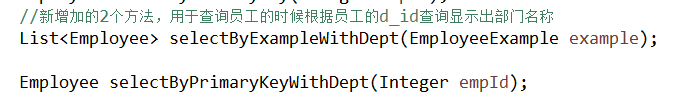 //新增加的2个方法，用于查询员工的时候根据员工的d_id查询显示出部门名称
List<Employee> selectByExampleWithDept(EmployeeExample example);
Employee selectByPrimaryKeyWithDept(Integer empId);